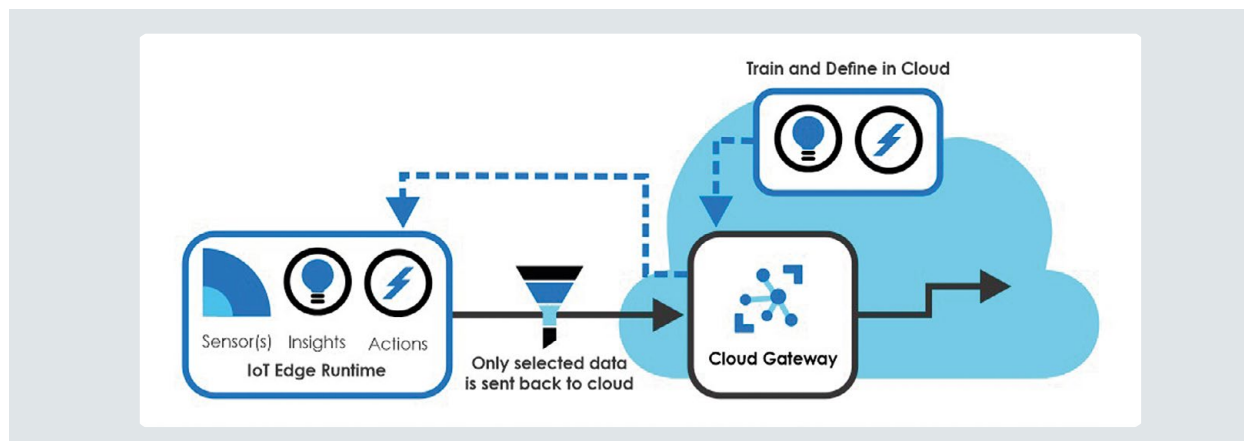 Train and Define in Cloud
Sensor(s) Insights Actions
IoT Edge Runtime
Only selected data
is sent back to cloud
Cloud Gateway